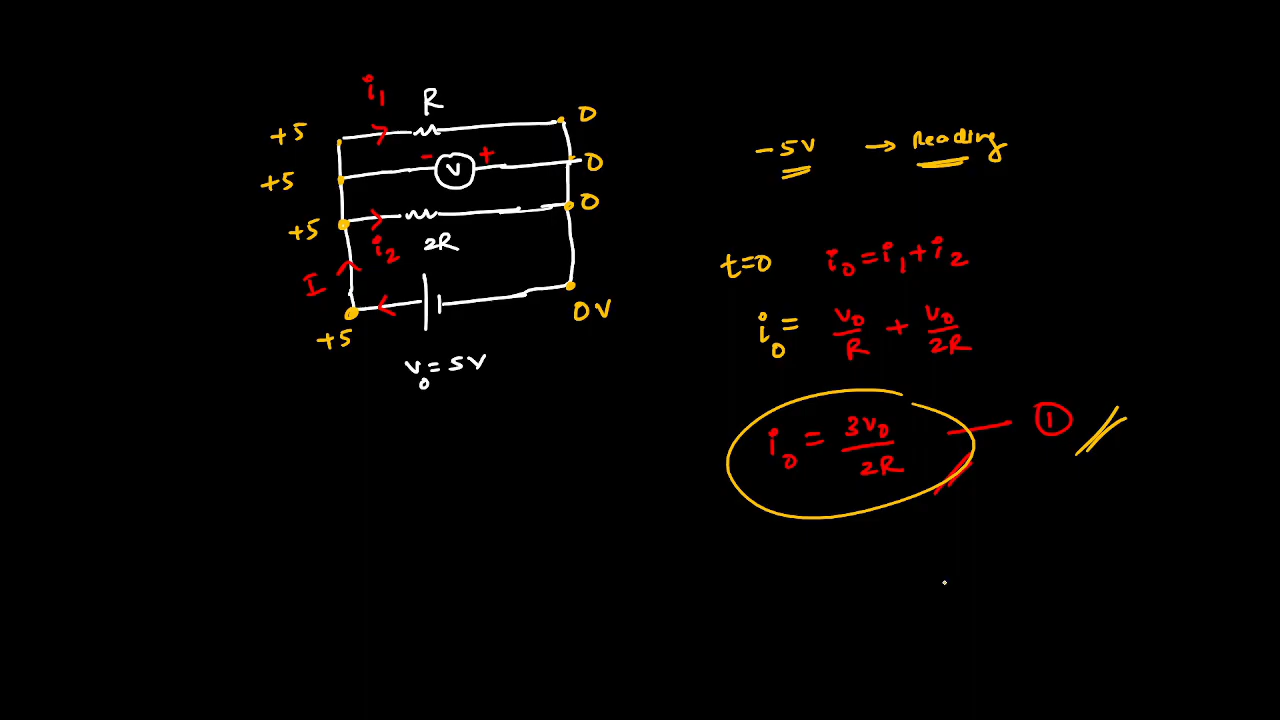 i₁
R
+5
0
- +
V
+5
0
+5
0
i₂
2R
I
+5
0V
v₀ = 5V
-5V → Reading
t=0 i₀ = i₁ + i₂
i₀ = v₀/R + v₀/2R
i₀ = 3v₀/2R — ①